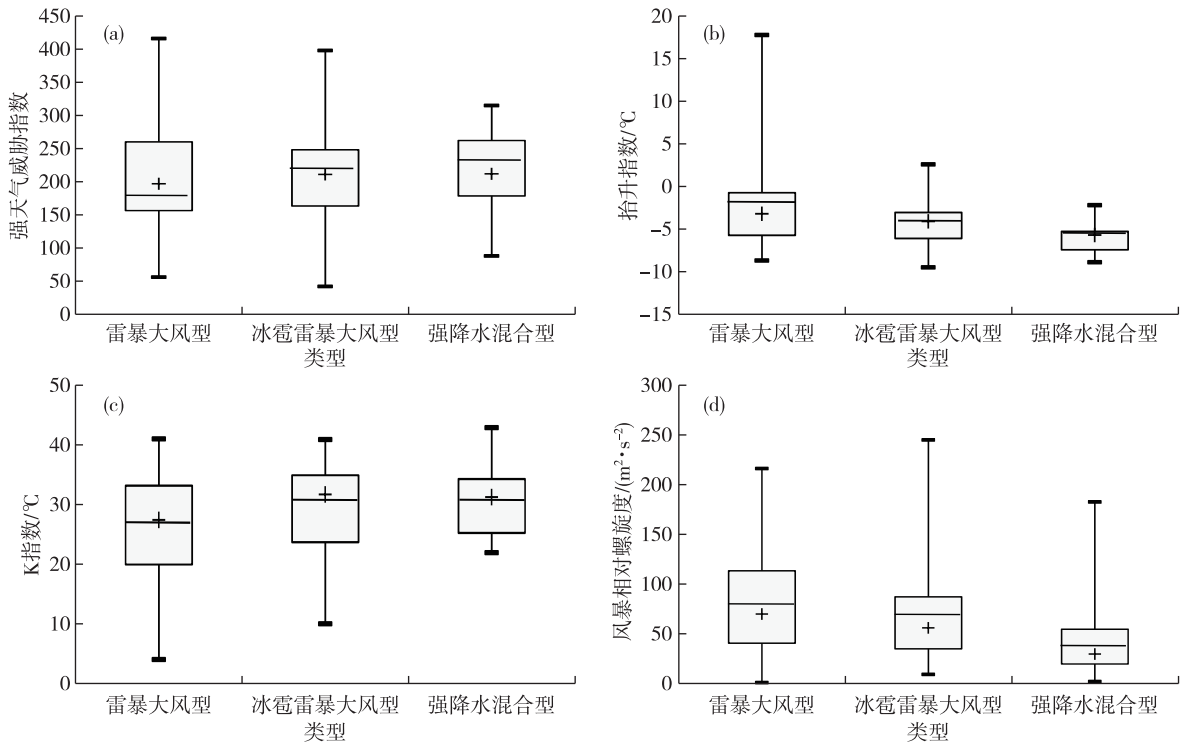 (a)
强天气威胁指数
450
400
350
300
250
200
150
100
50
0
雷暴大风型 冰雹雷暴大风型 强降水混合型
类型
(b)
抬升指数/℃
20
15
10
5
0
−5
−10
−15
雷暴大风型 冰雹雷暴大风型 强降水混合型
类型
(c)
K指数/℃
50
40
30
20
10
0
雷暴大风型 冰雹雷暴大风型 强降水混合型
类型
(d)
风暴相对螺旋度/(m²·s⁻²)
300
250
200
150
100
50
0
雷暴大风型 冰雹雷暴大风型 强降水混合型
类型